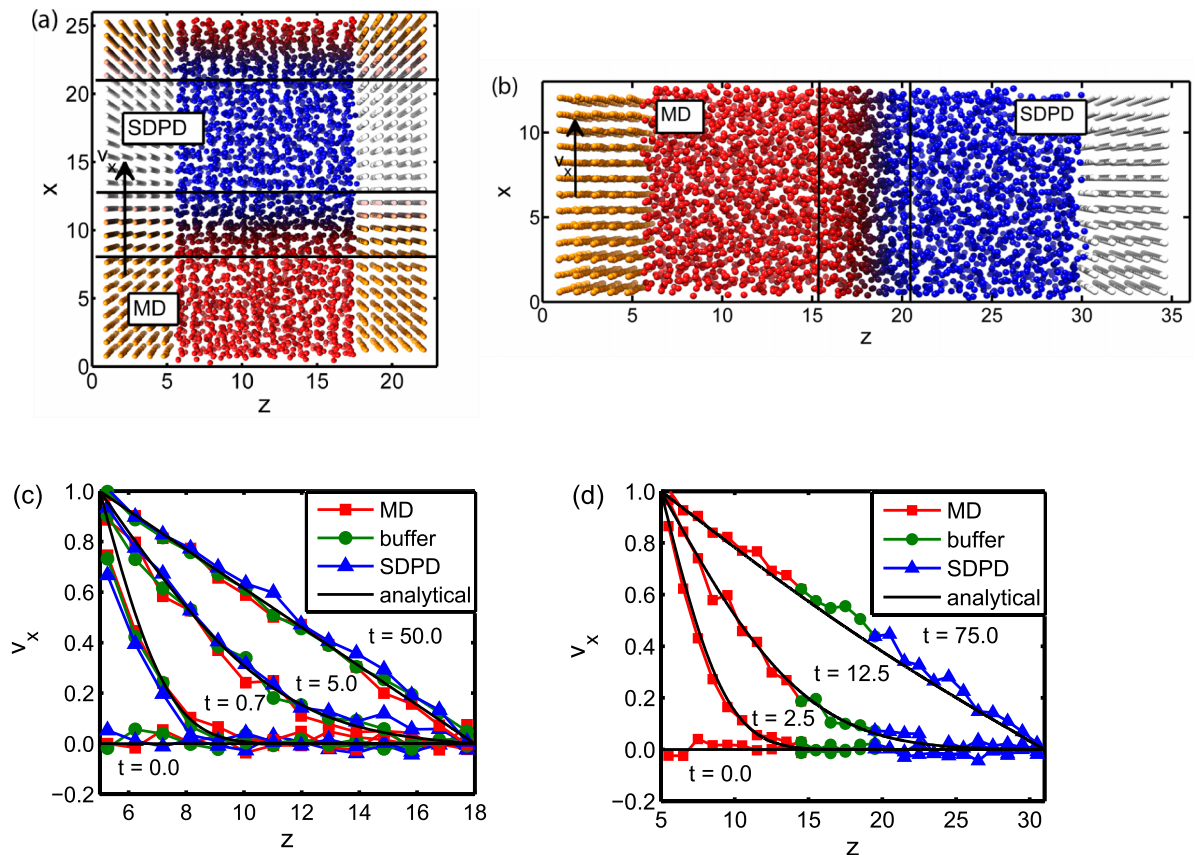 (a)
25
20
15
10
5
0
x
SDPD
v
x
MD
0
5
10
15
20
z
(b)
10
5
0
x
MD
SDPD
v
x
0
5
10
15
20
25
30
35
z
(c)
1.0
0.8
0.6
0.4
0.2
0.0
−0.2
v x
MD
buffer
SDPD
analytical
t = 50.0
t = 5.0
t = 0.7
t = 0.0
6
8
10
12
14
16
18
z
(d)
1.0
0.8
0.6
0.4
0.2
0.0
−0.2
v x
MD
buffer
SDPD
analytical
t = 75.0
t = 12.5
t = 2.5
t = 0.0
5
10
15
20
25
30
z